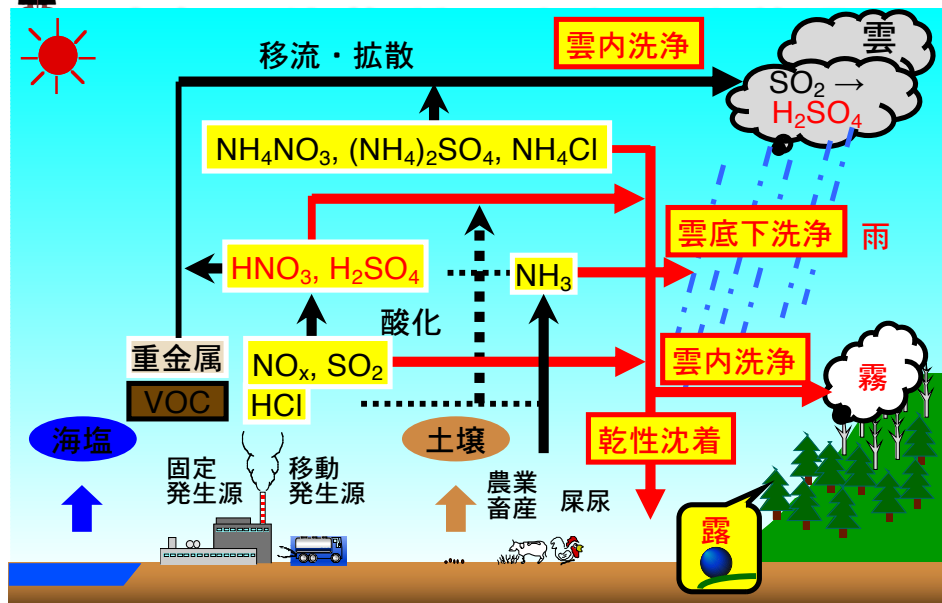 移流・拡散
雲内洗浄
雲
SO₂ →
H₂SO₄
NH₄NO₃, (NH₄)₂SO₄, NH₄Cl
雲底下洗浄
雨
HNO₃, H₂SO₄
NH₃
酸化
重金属
NOₓ, SO₂
雲内洗浄
霧
VOC
HCl
海塩
土壌
乾性沈着
固定
発生源
移動
発生源
農業
畜産
屎尿
露